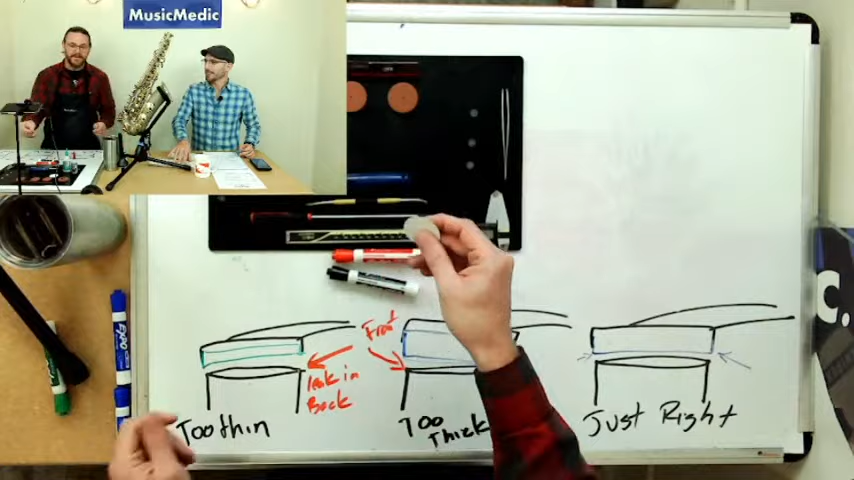 MusicMedic
Front
leak in
Back
Too thin
Too
Thick
Just Right
EXPO
c.